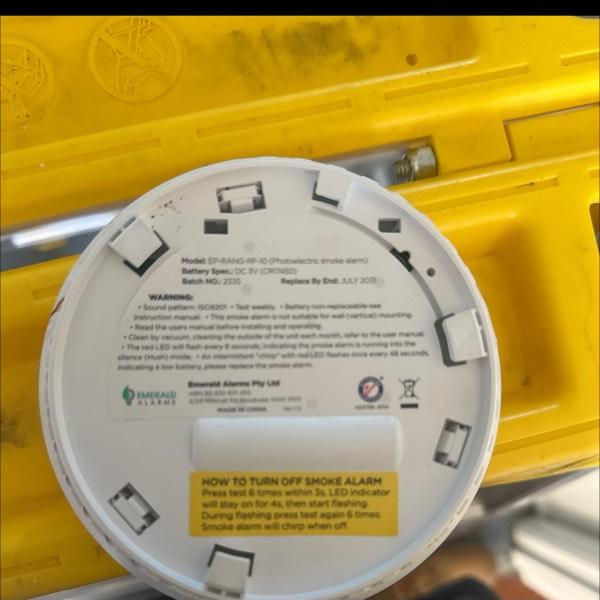 Model: EP-RANG-RF-10 (Photoelectric smoke alarm)
Battery Spec.: DC 3V (CR17450)
Batch NO.: 2335 Replace By End: JULY 2031
WARNING:
• Sound pattern: ISO8201 • Test weekly. • Battery non-replaceable-see
instruction manual. • This smoke alarm is not suitable for wall (vertical) mounting.
• Read the users manual before installing and operating.
• Clean by vacuum, cleaning the outside of the unit each month, refer to the user manual.
• The red LED will flash every 8 seconds, indicating the smoke alarm is running into the
silence (Hush) mode. • An intermittent "chirp" with red LED flashes once every 48 seconds,
indicating a low battery, please replace the smoke alarm.
EMERALD
ALARMS
Emerald Alarms Pty Ltd
MADE IN CHINA
HOW TO TURN OFF SMOKE ALARM
Press test 6 times within 3s. LED indicator
will stay on for 4s, then start flashing.
During flashing press test again 6 times.
Smoke alarm will chirp when off.